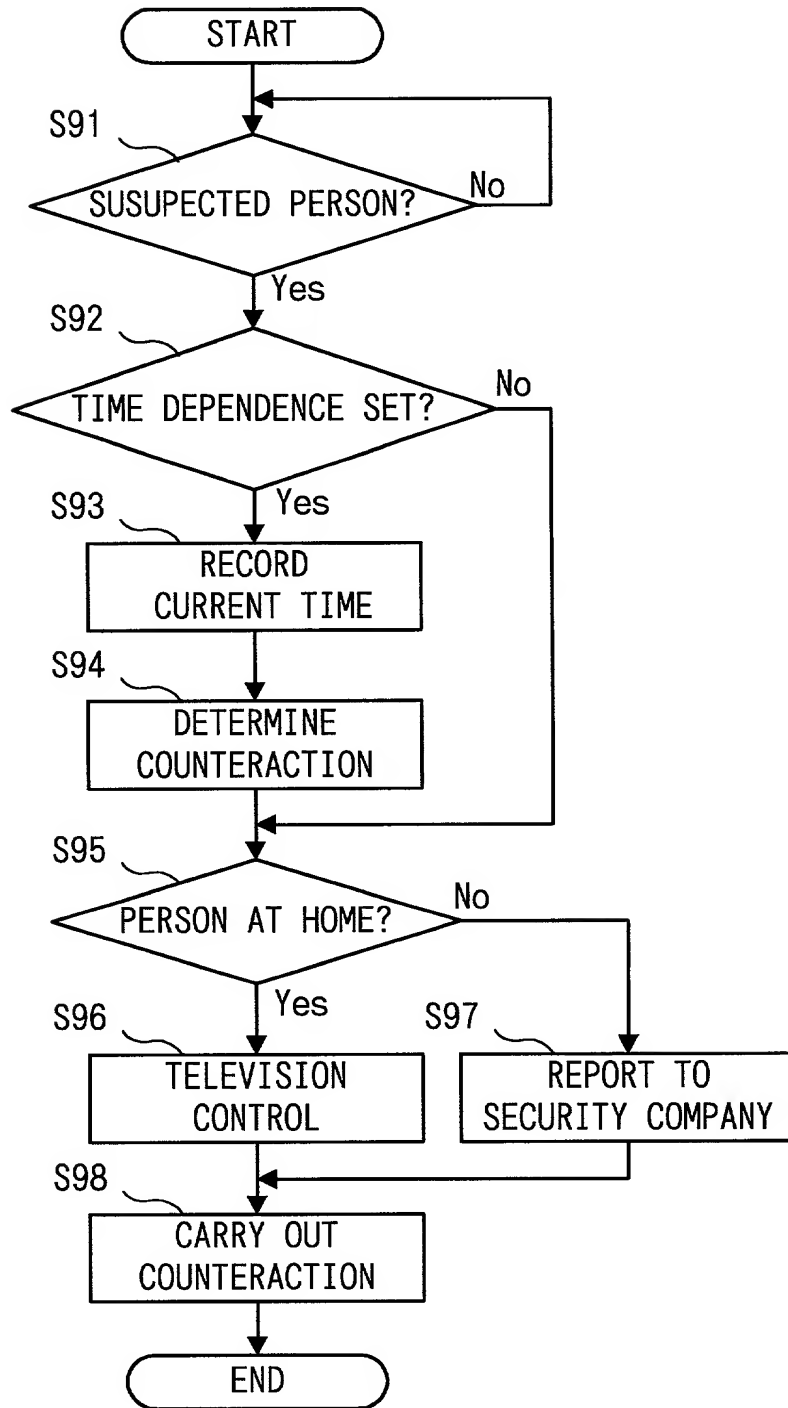 START
S91
SUSUPECTED PERSON?
No
Yes
S92
TIME DEPENDENCE SET?
No
Yes
S93
RECORD
CURRENT TIME
S94
DETERMINE
COUNTERACTION
S95
PERSON AT HOME?
No
Yes
S96
TELEVISION
CONTROL
S97
REPORT TO
SECURITY COMPANY
S98
CARRY OUT
COUNTERACTION
END